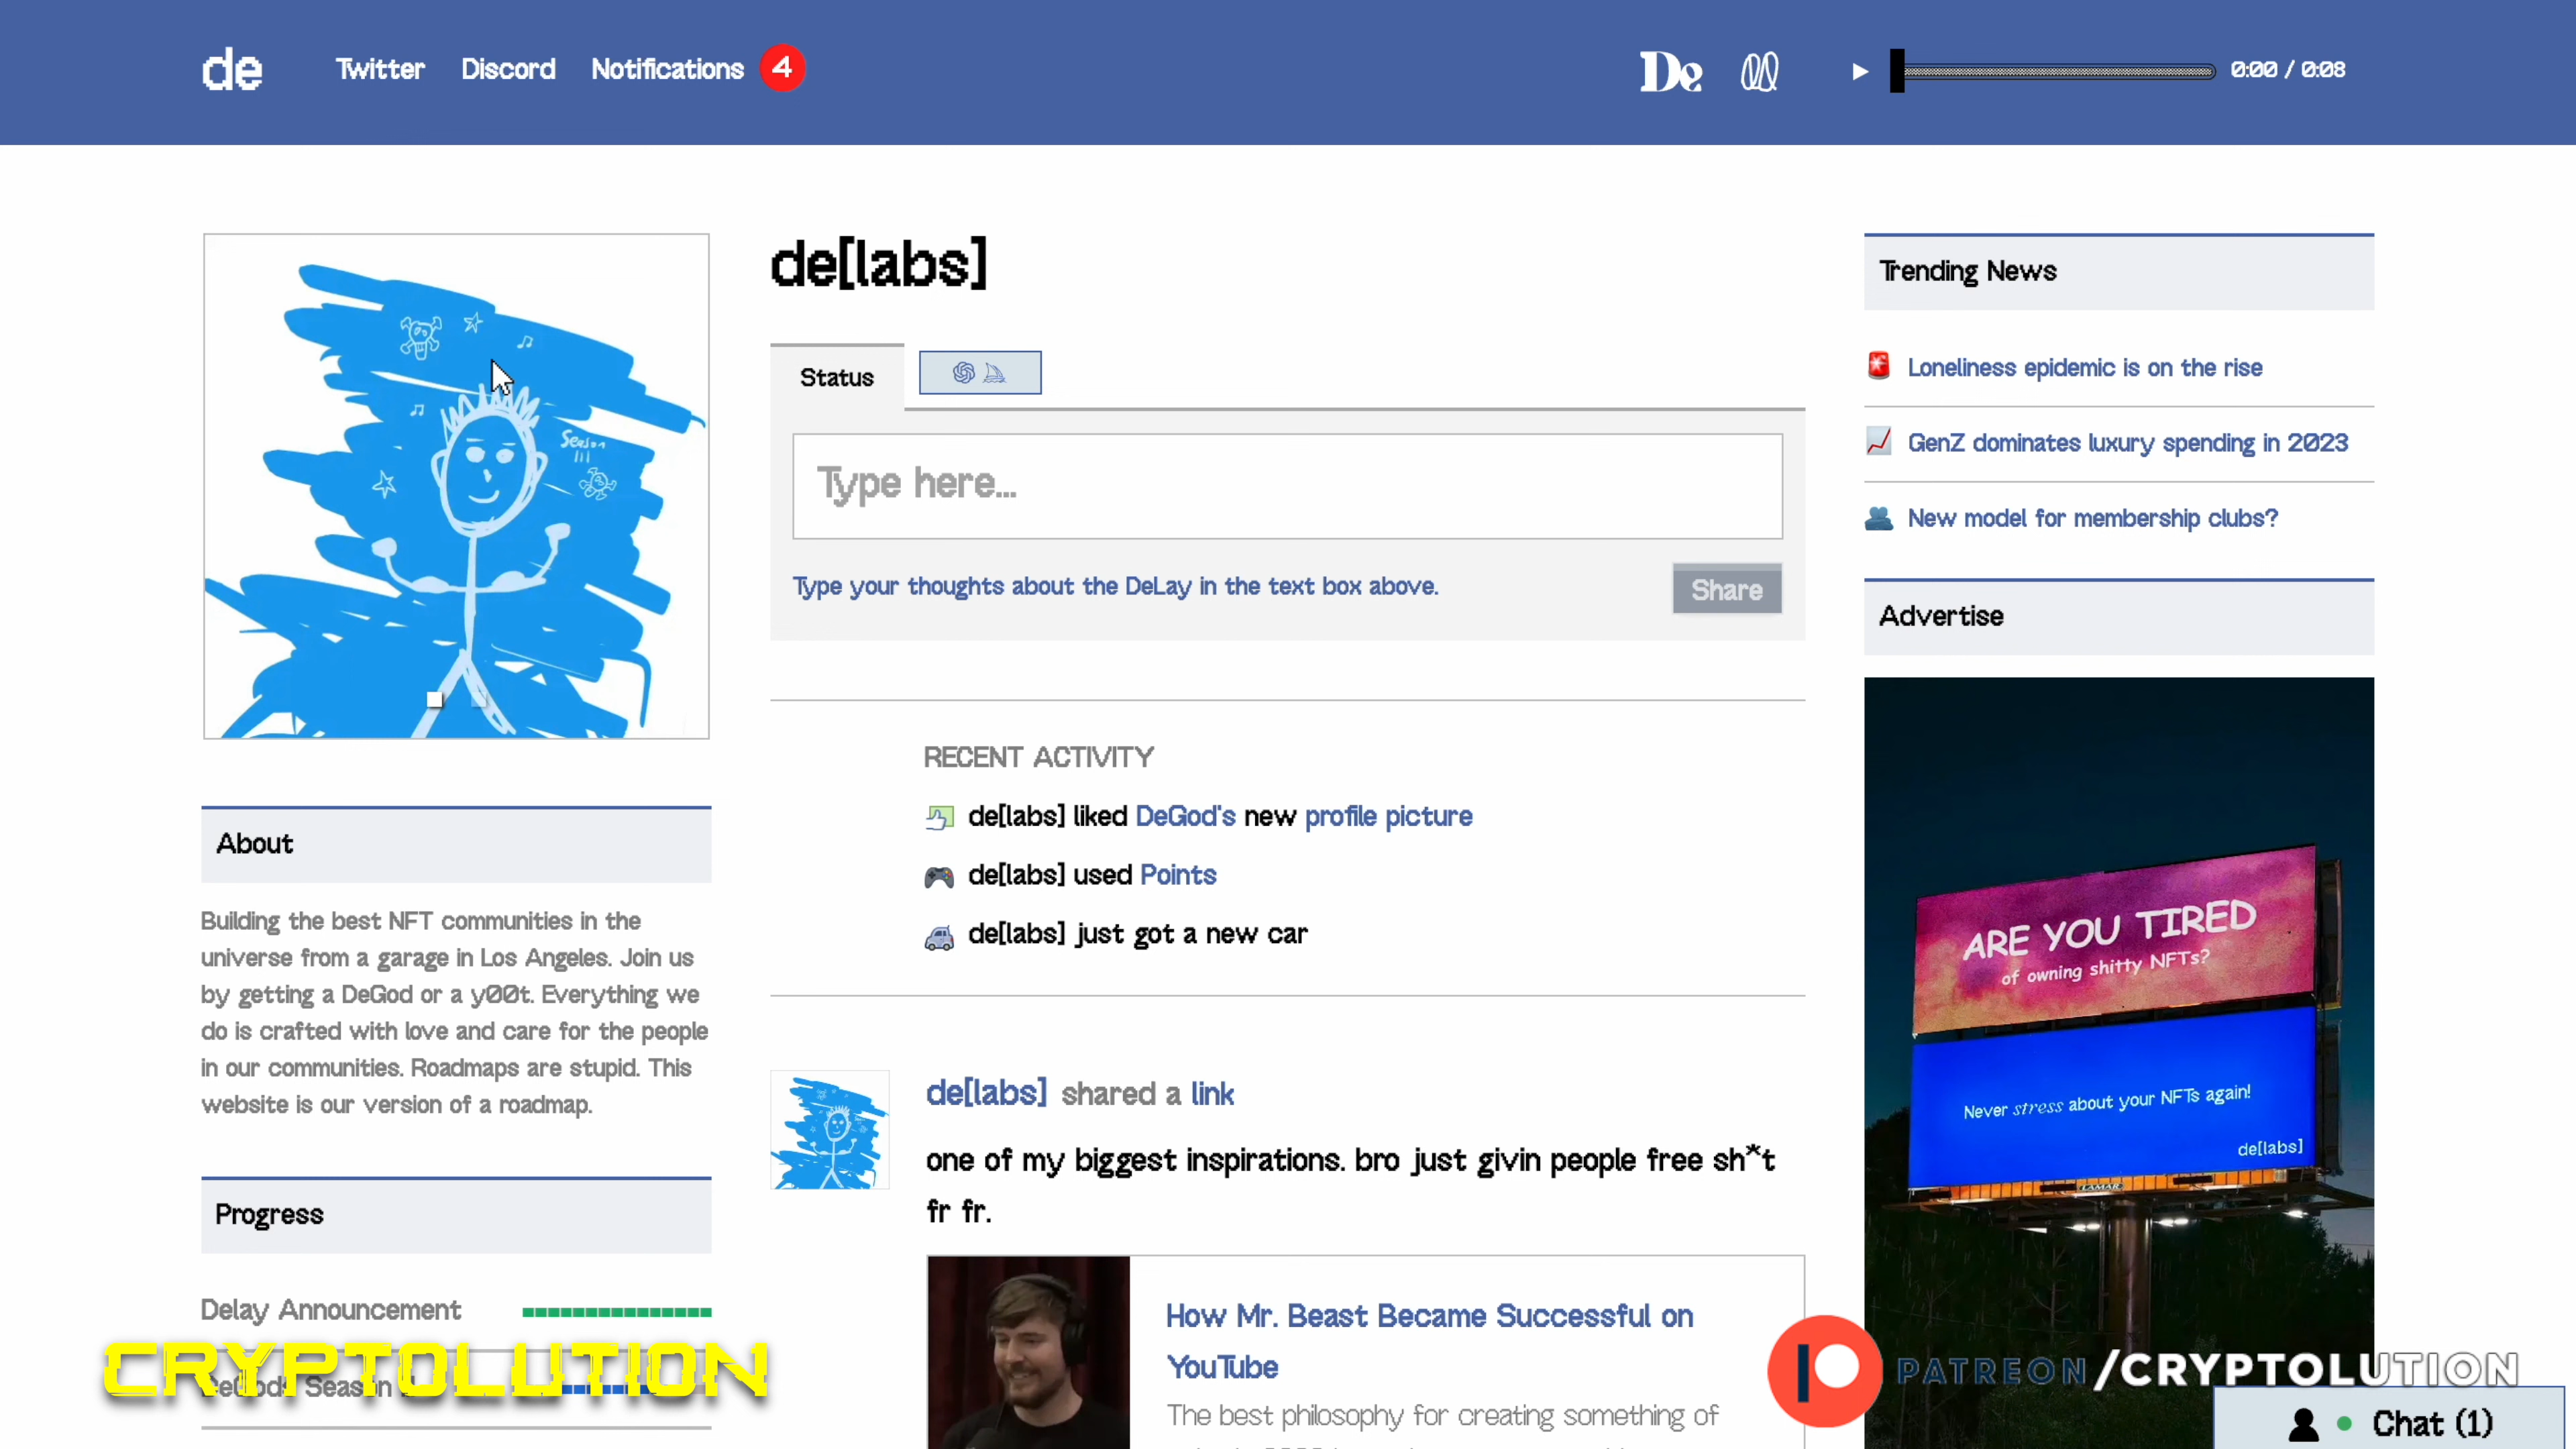 de
Twitter
Discord
Notifications
4
De
0:00 / 0:08
Season
III
de[labs]
Status
Type here...
Type your thoughts about the DeLay in the text box above.
Share
RECENT ACTIVITY
de[labs] liked DeGod's new profile picture
de[labs] used Points
de[labs] just got a new car
de[labs] shared a link
one of my biggest inspirations. bro just givin people free sh*t
fr fr.
How Mr. Beast Became Successful on
YouTube
The best philosophy for creating something of
About
Building the best NFT communities in the
universe from a garage in Los Angeles. Join us
by getting a DeGod or a y00t. Everything we
do is crafted with love and care for the people
in our communities. Roadmaps are stupid. This
website is our version of a roadmap.
Progress
Delay Announcement
Season
CRYPTOLUTION
Trending News
Loneliness epidemic is on the rise
GenZ dominates luxury spending in 2023
New model for membership clubs?
Advertise
ARE YOU TIRED
of owning shitty NFTs?
Never stress about your NFTs again!
de[labs]
LAMAR
PATREON/CRYPTOLUTION
Chat (1)